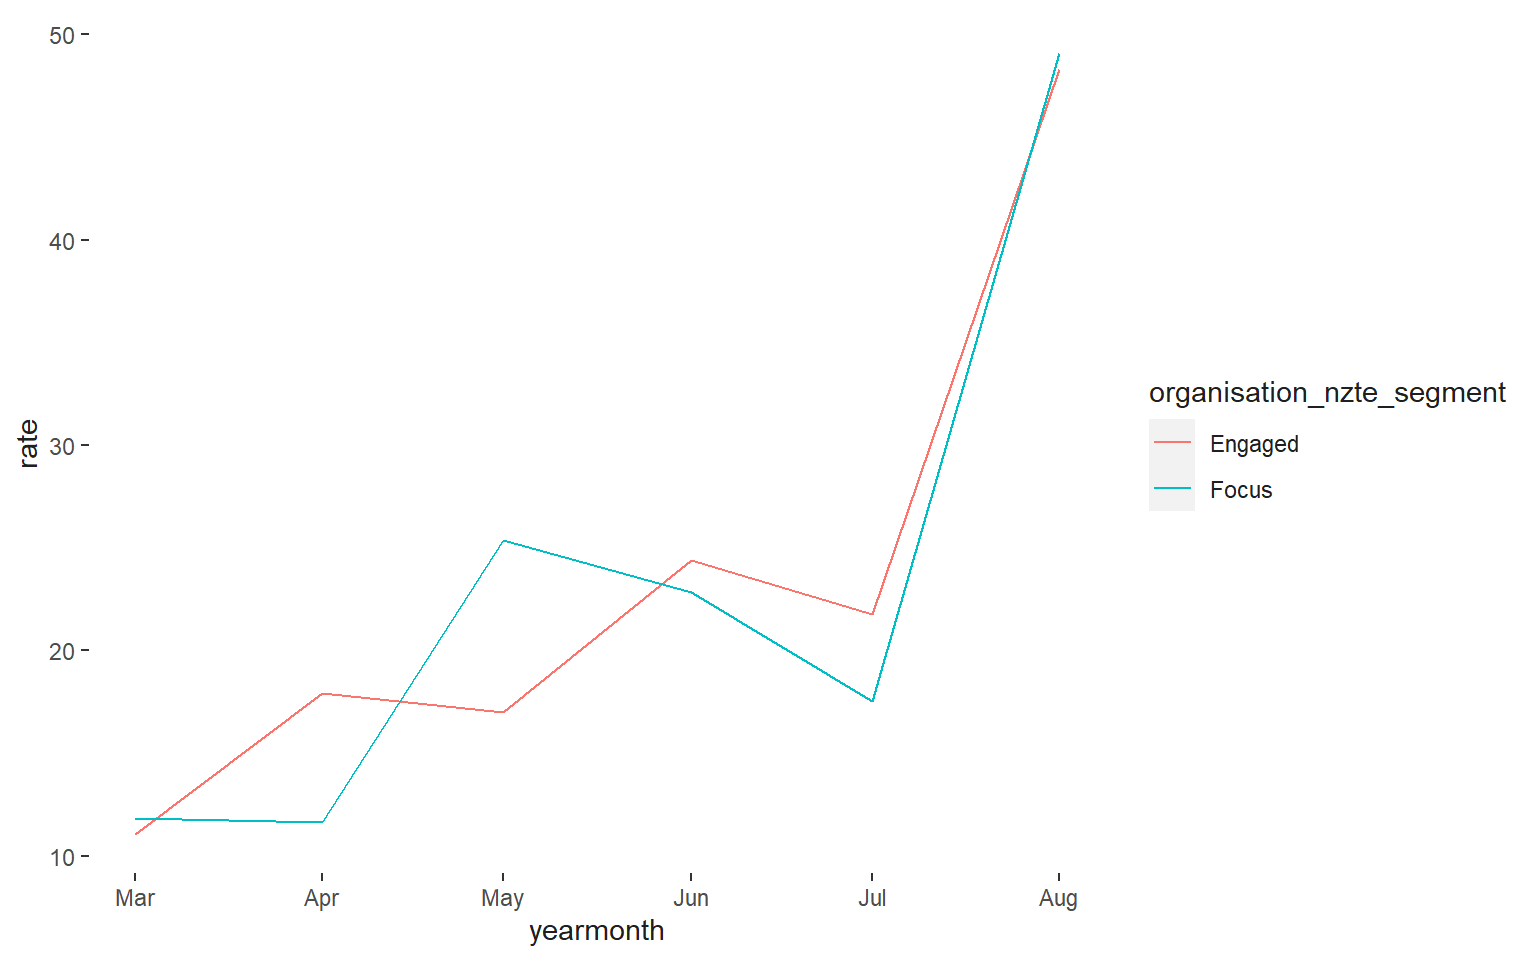 50
40
30
20
10
rate
Mar Apr May Jun Jul Aug
yearmonth
organisation_nzte_segment
Engaged
Focus